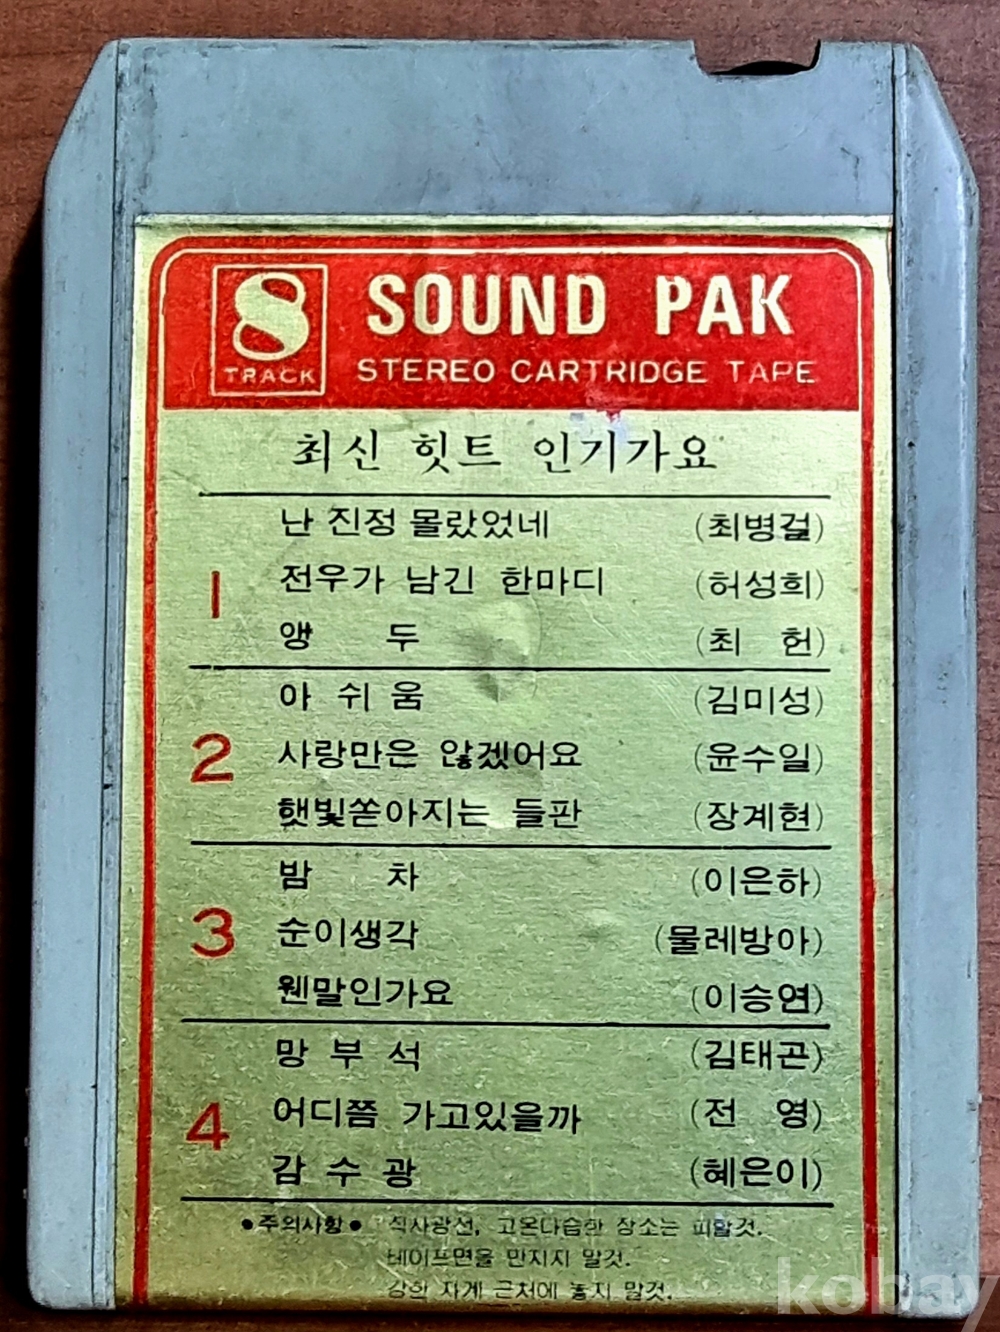 8 TRACK
SOUND PAK
STEREO CARTRIDGE TAPE
최신 힛트 인기가요
1
난 진정 몰랐었네 (최병걸)
전우가 남긴 한마디 (허성희)
앵 두 (최 헌)
2
아 쉬 움 (김미성)
사랑만은 않겠어요 (윤수일)
햇빛쏟아지는 들판 (장계현)
3
밤 차 (이은하)
순이생각 (물레방아)
웬말인가요 (이승연)
4
망 부 석 (김태곤)
어디쯤 가고있을까 (전 영)
감 수 광 (혜은이)
●주의사항● 직사광선, 고온다습한 장소는 피할것.
테이프면을 만지지 말것.
강한 자계 근처에 놓지 말것.
kobay